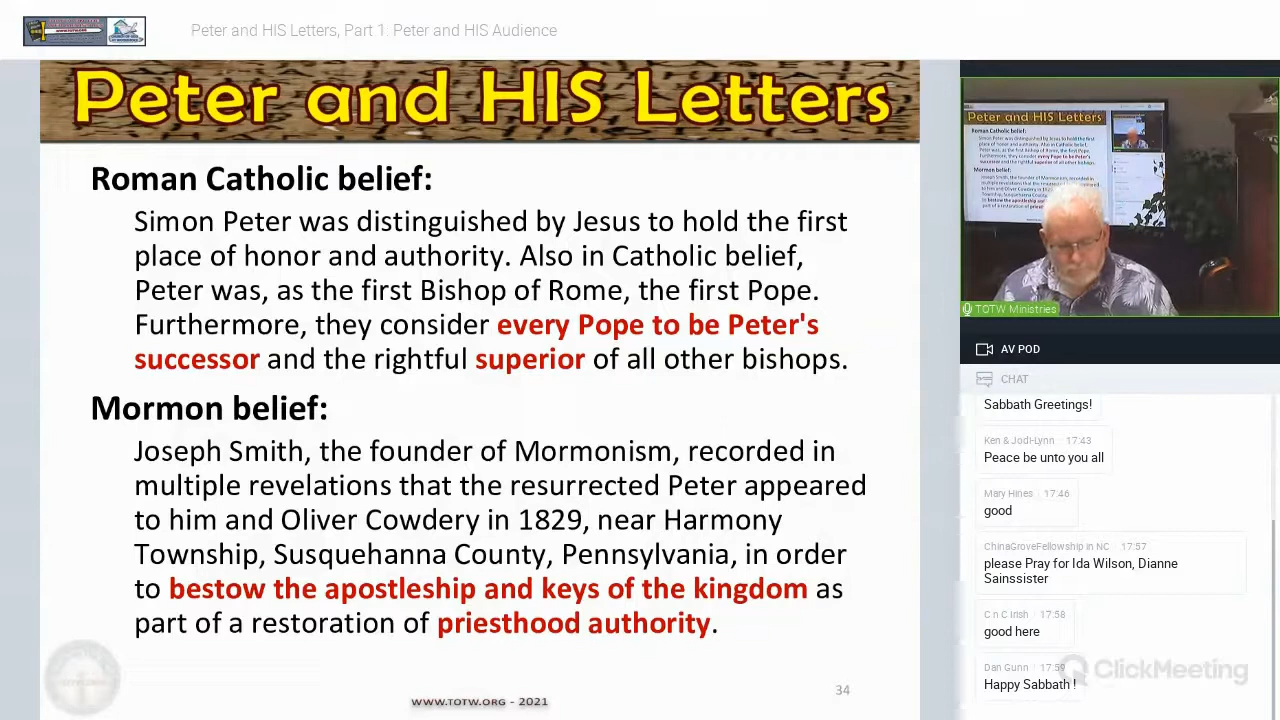 Peter and HIS Letters, Part 1: Peter and HIS Audience
Peter and HIS Letters
Roman Catholic belief:
Simon Peter was distinguished by Jesus to hold the first
place of honor and authority. Also in Catholic belief,
Peter was, as the first Bishop of Rome, the first Pope.
Furthermore, they consider every Pope to be Peter's
successor and the rightful superior of all other bishops.
Mormon belief:
Joseph Smith, the founder of Mormonism, recorded in
multiple revelations that the resurrected Peter appeared
to him and Oliver Cowdery in 1829, near Harmony
Township, Susquehanna County, Pennsylvania, in order
to bestow the apostleship and keys of the kingdom as
part of a restoration of priesthood authority.
WWW.TOTW.ORG - 2021
34
TOTW Ministries
AV POD
CHAT
Sabbath Greetings!
Ken & Jodi-Lynn 17:43
Peace be unto you all
Mary Hines 17:46
good
ChinaGroveFellowship in NC 17:57
please Pray for Ida Wilson, Dianne
Sainssister
C n C Irish 17:58
good here
Dan Gunn 17:59
Happy Sabbath !
ClickMeeting